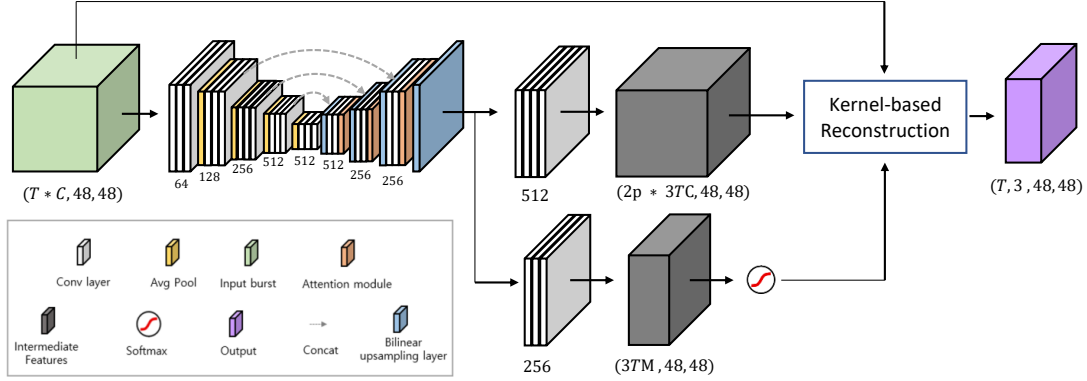 (T * C, 48, 48)
64
128
256
512
512
512
256
256
512
(2p * 3TC, 48, 48)
Kernel-based
Reconstruction
(T, 3 , 48, 48)
256
(3TM , 48, 48)
Conv layer
Avg Pool
Input burst
Attention module
Intermediate
Features
Softmax
Output
Concat
Bilinear
upsampling layer